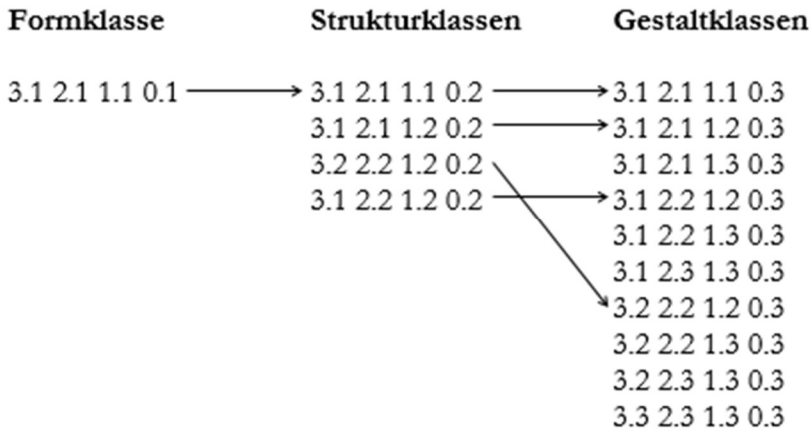 Formklasse Strukturklassen Gestaltklassen
3.1 2.1 1.1 0.1 3.1 2.1 1.1 0.2 3.1 2.1 1.1 0.3
3.1 2.1 1.2 0.2 3.1 2.1 1.2 0.3
3.2 2.2 1.2 0.2 3.1 2.1 1.3 0.3
3.1 2.2 1.2 0.2 3.1 2.2 1.2 0.3
3.1 2.2 1.3 0.3
3.1 2.3 1.3 0.3
3.2 2.2 1.2 0.3
3.2 2.2 1.3 0.3
3.2 2.3 1.3 0.3
3.3 2.3 1.3 0.3